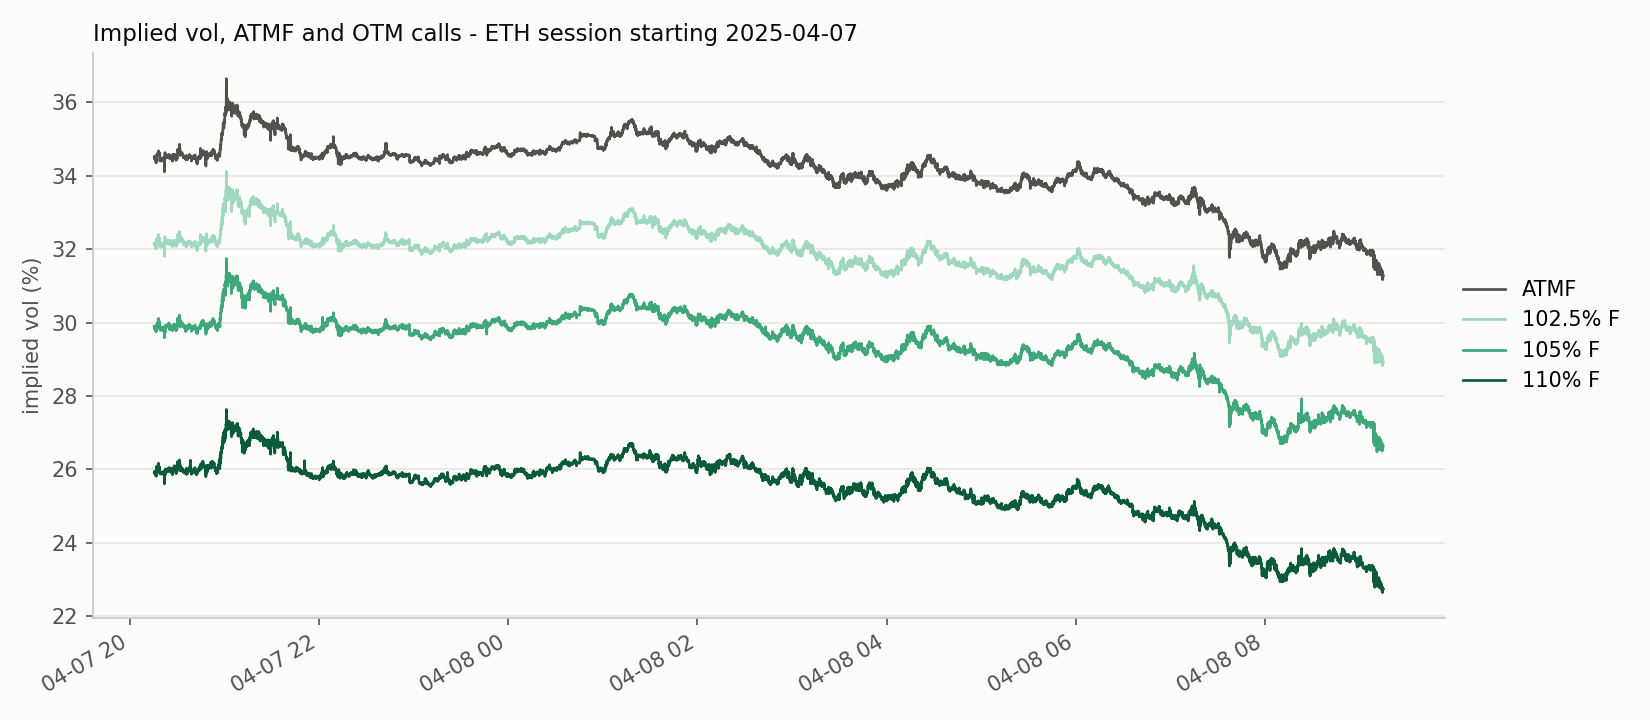 Implied vol, ATMF and OTM calls - ETH session starting 2025-04-07
implied vol (%)
36
34
32
30
28
26
24
22
04-07 20
04-07 22
04-08 00
04-08 02
04-08 04
04-08 06
04-08 08
ATMF
102.5% F
105% F
110% F